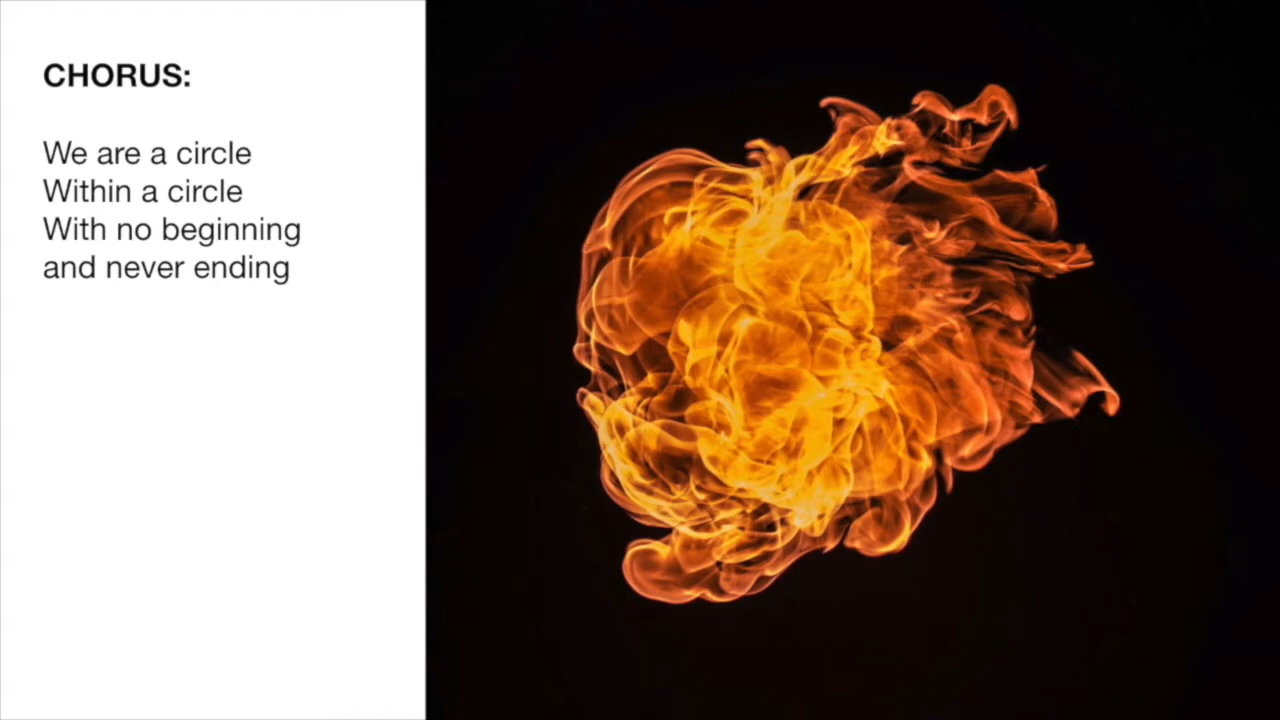 CHORUS:
We are a circle
Within a circle
With no beginning
and never ending